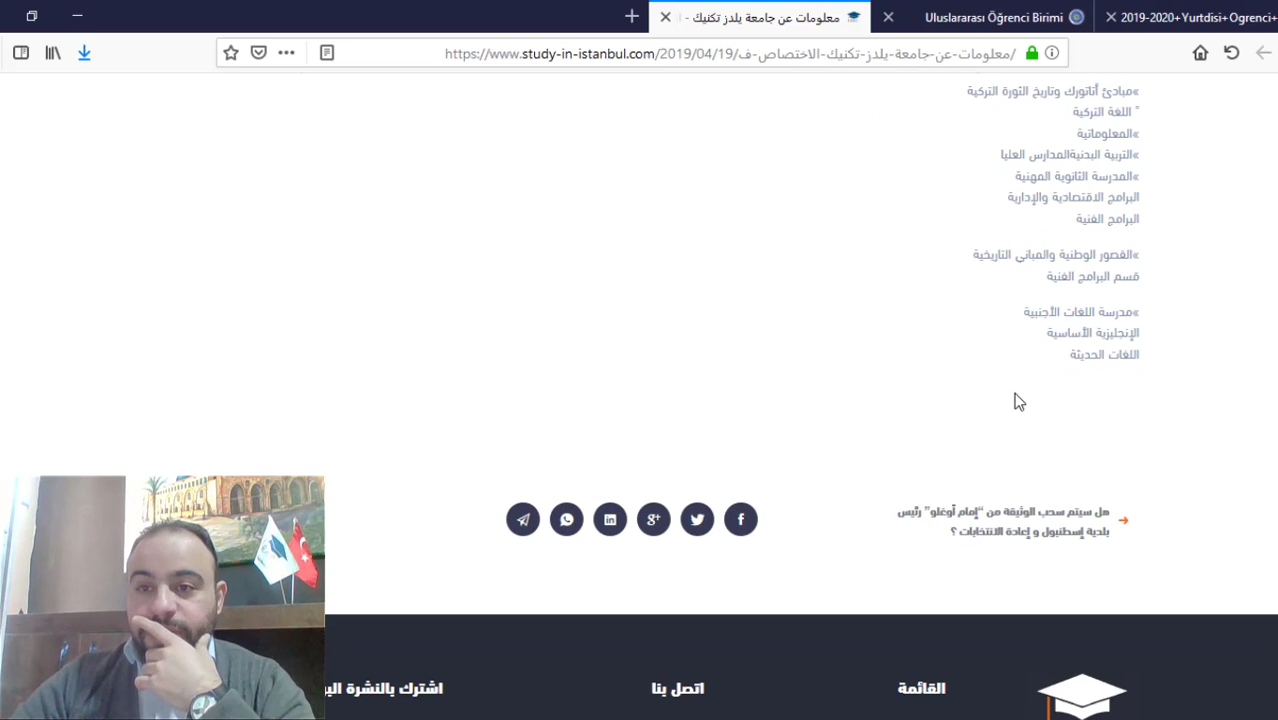 معلومات عن جامعة يلدز تكنيك -
Uluslararası Öğrenci Birimi
2019-2020+Yurtdisi+Ogrenci+
https://www.study-in-istanbul.com/2019/04/19/معلومات-عن-جامعة-يلدز-تكنيك-الاختصاص-ف/
»مبادئ أتاتورك وتاريخ الثورة التركية
" اللغة التركية
»المعلوماتية
»التربية البدنيةالمدارس العليا
»المدرسة الثانوية المهنية
البرامج الاقتصادية والإدارية
البرامج الفنية
»القصور الوطنية والمباني التاريخية
قسم البرامج الفنية
»مدرسة اللغات الأجنبية
الإنجليزية الأساسية
اللغات الحديثة
هل سيتم سحب الوثيقة من “إمام أوغلو” رئيس
بلدية إسطنبول و إعادة الانتخابات ؟
القائمة
اتصل بنا
اشترك بالنشرة